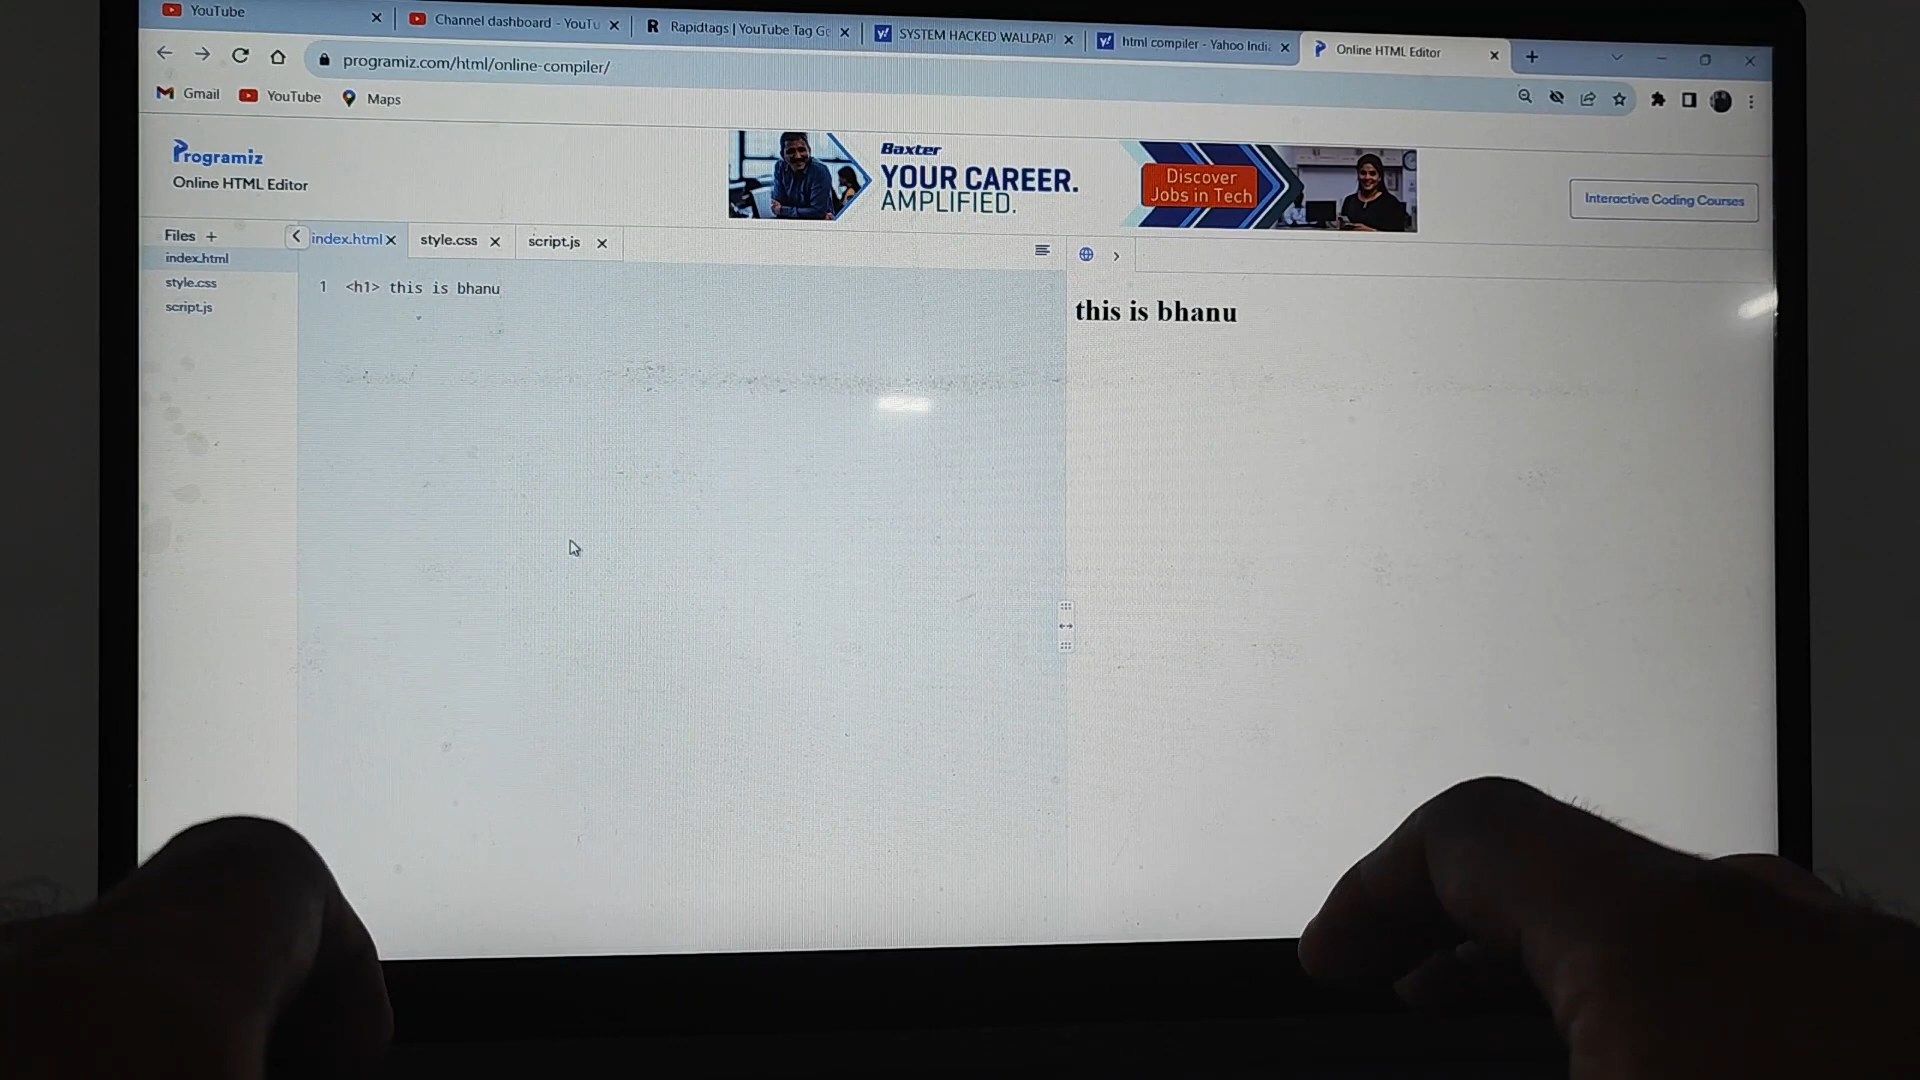 YouTube
Channel dashboard - YouTu
Rapidtags | YouTube Tag Ge
SYSTEM HACKED WALLPAP
html compiler - Yahoo India
Online HTML Editor
programiz.com/html/online-compiler/
Gmail
YouTube
Maps
Programiz
Online HTML Editor
Baxter
YOUR CAREER.
AMPLIFIED.
Discover
Jobs in Tech
Interactive Coding Courses
Files +
index.html
style.css
script.js
index.html
style.css
script.js
1 <h1> this is bhanu
this is bhanu